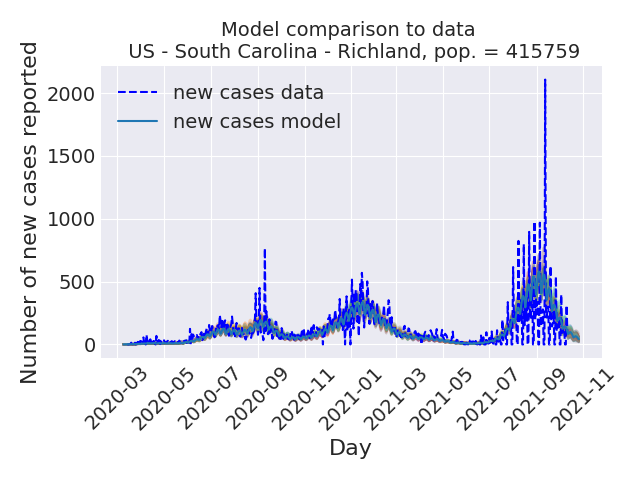 Model comparison to data
US - South Carolina - Richland, pop. = 415759
new cases data
new cases model
Number of new cases reported
2000
1500
1000
500
0
2020-03
2020-05
2020-07
2020-09
2020-11
2021-01
2021-03
2021-05
2021-07
2021-09
2021-11
Day